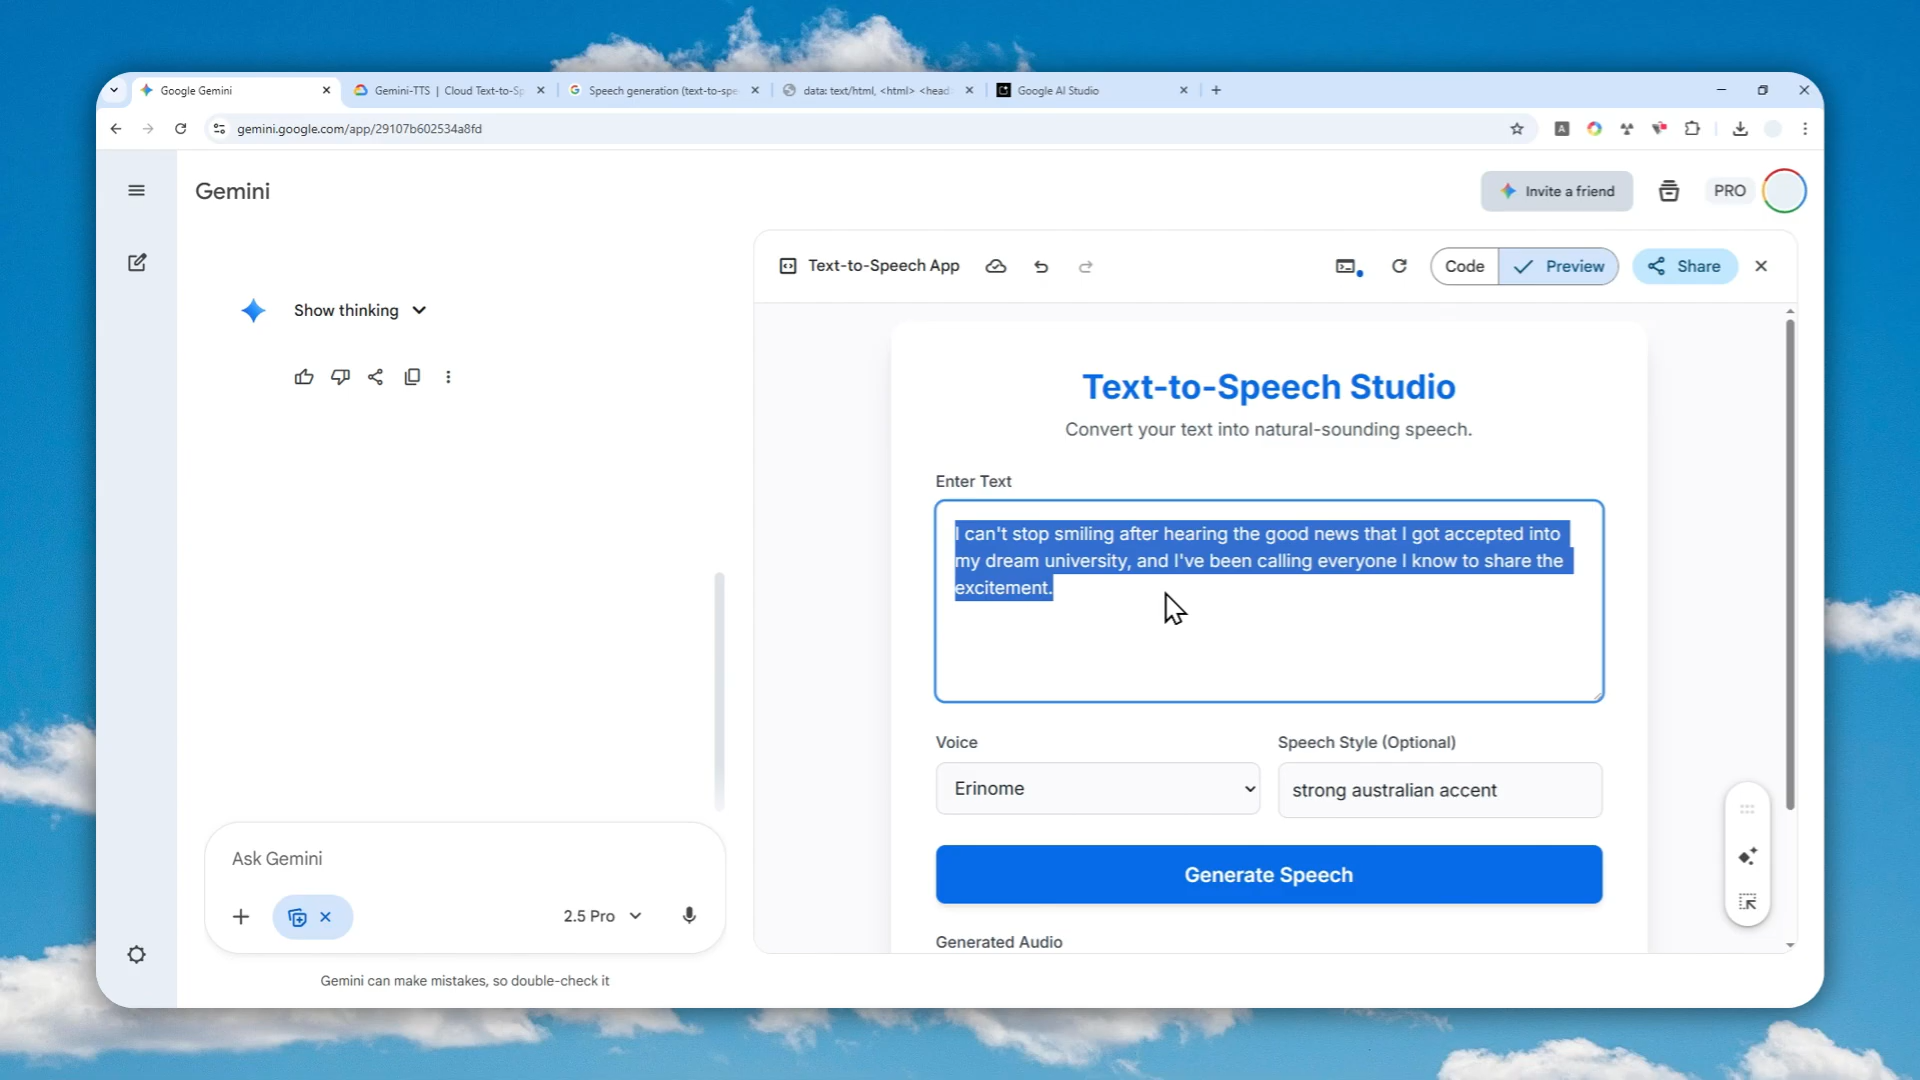 Google Gemini
Gemini-TTS | Cloud Text-to-Sp
Speech generation (text-to-spe
data: text/html, <html> <head
Google AI Studio
gemini.google.com/app/29107b602534a8fd
A
Gemini
Invite a friend
PRO
Text-to-Speech App
Code
Preview
Share
Show thinking
Text-to-Speech Studio
Convert your text into natural-sounding speech.
Enter Text
I can't stop smiling after hearing the good news that I got accepted into
my dream university, and I've been calling everyone I know to share the
excitement.
Voice
Speech Style (Optional)
Erinome
strong australian accent
Generate Speech
Generated Audio
Ask Gemini
2.5 Pro
Gemini can make mistakes, so double-check it